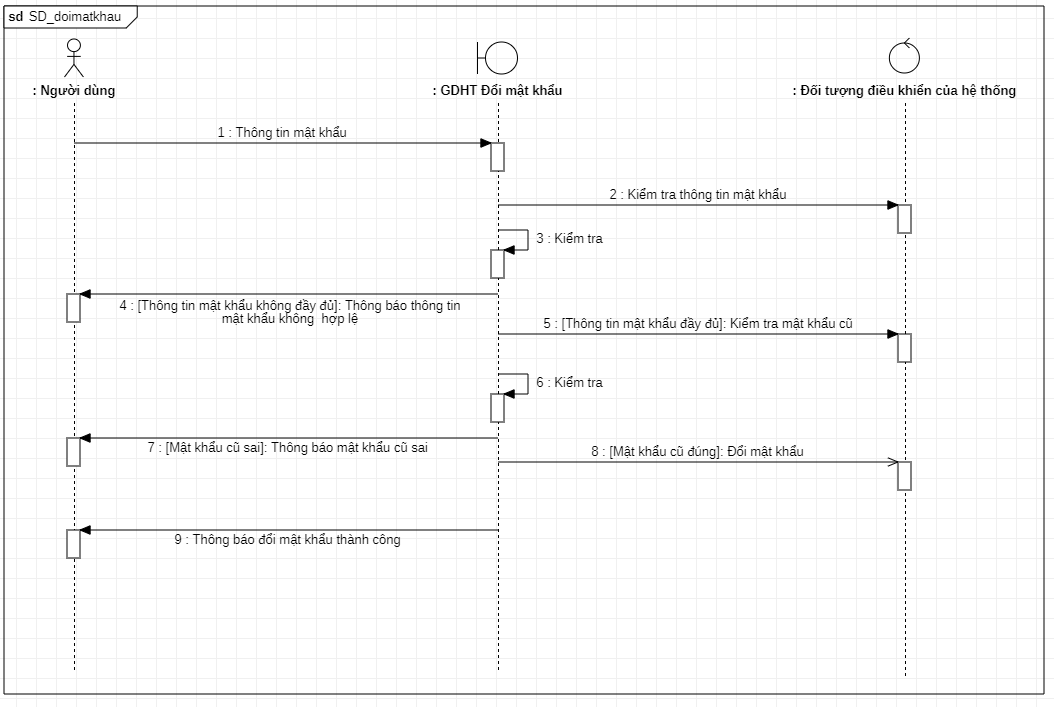 sd SD_doimatkhau
: Người dùng
: GDHT Đổi mật khẩu
: Đối tượng điều khiển của hệ thống
1 : Thông tin mật khẩu
2 : Kiểm tra thông tin mật khẩu
3 : Kiểm tra
4 : [Thông tin mật khẩu không đầy đủ]: Thông báo thông tin
mật khẩu không hợp lệ
5 : [Thông tin mật khẩu đầy đủ]: Kiểm tra mật khẩu cũ
6 : Kiểm tra
7 : [Mật khẩu cũ sai]: Thông báo mật khẩu cũ sai
8 : [Mật khẩu cũ đúng]: Đổi mật khẩu
9 : Thông báo đổi mật khẩu thành công